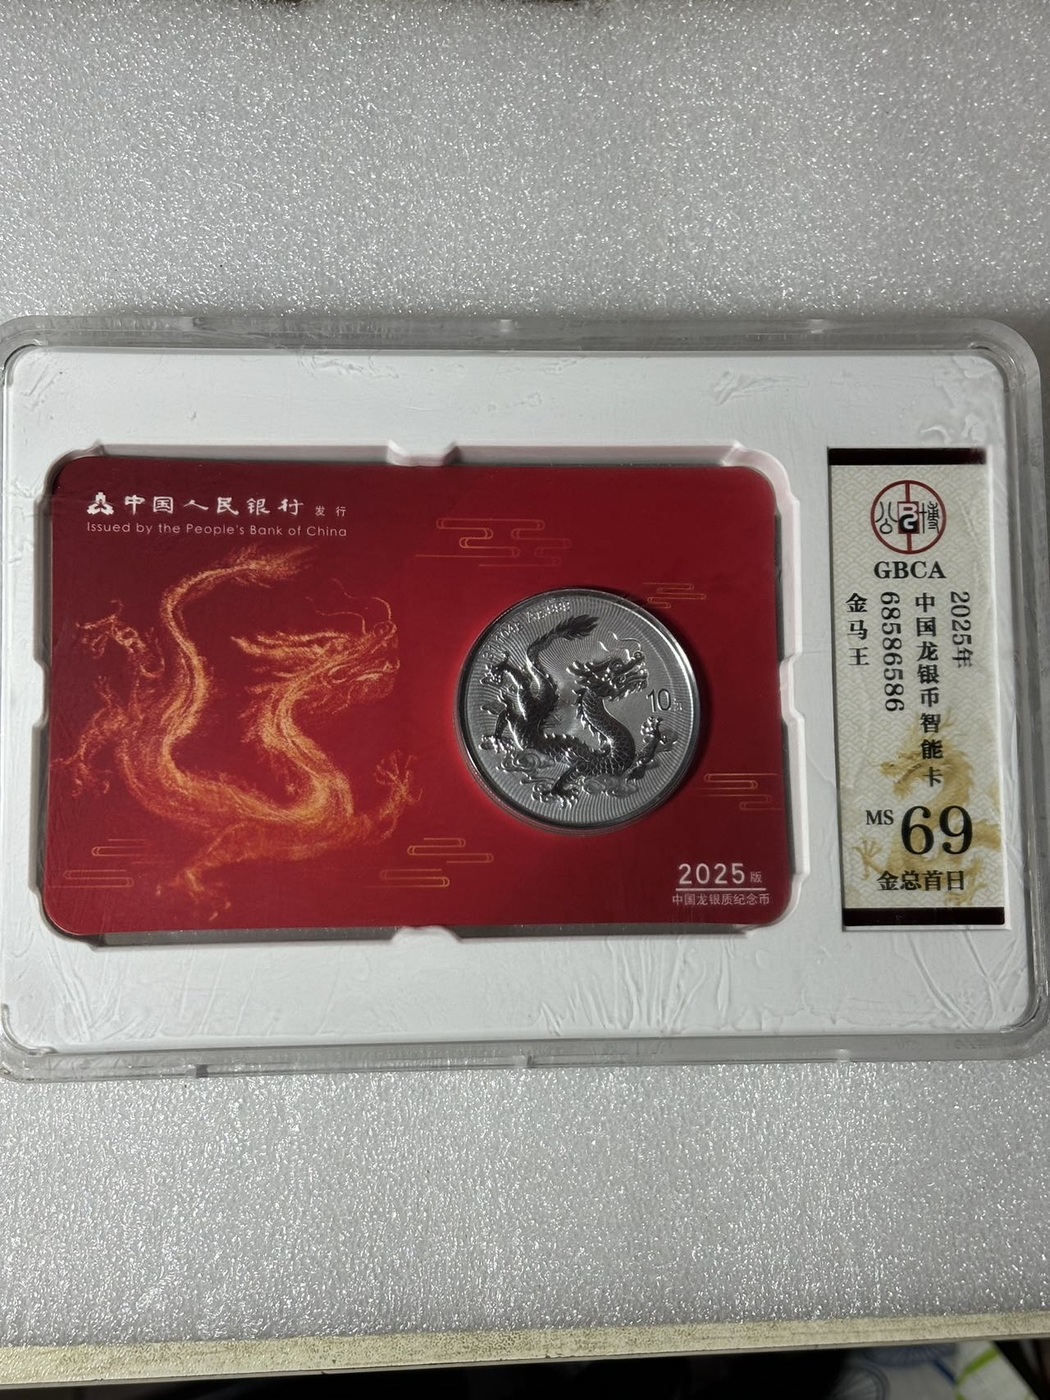 中国人民银行 发行
Issued by the People's Bank of China
10元
2025版
中国龙银质纪念币
公博
GBCA
2025年
中国龙银币智能卡
68586586
金马王
MS 69
金总首日